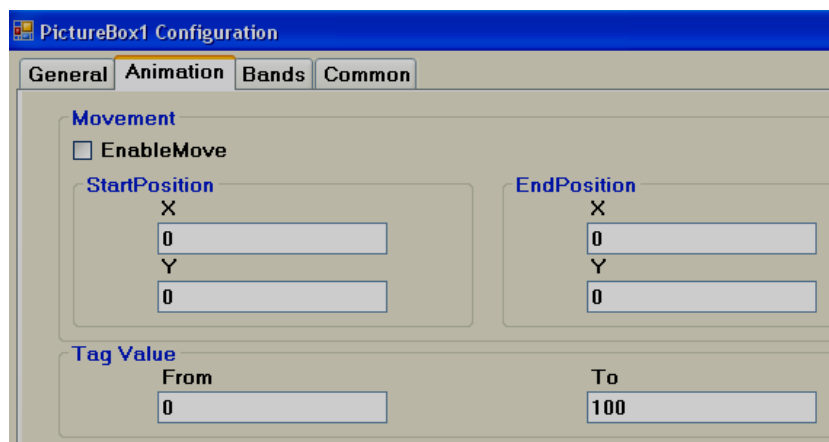 PictureBox1 Configuration
General Animation Bands Common
Movement
EnableMove
StartPosition EndPosition
X X
0 0
Y Y
0 0
Tag Value
From To
0 100